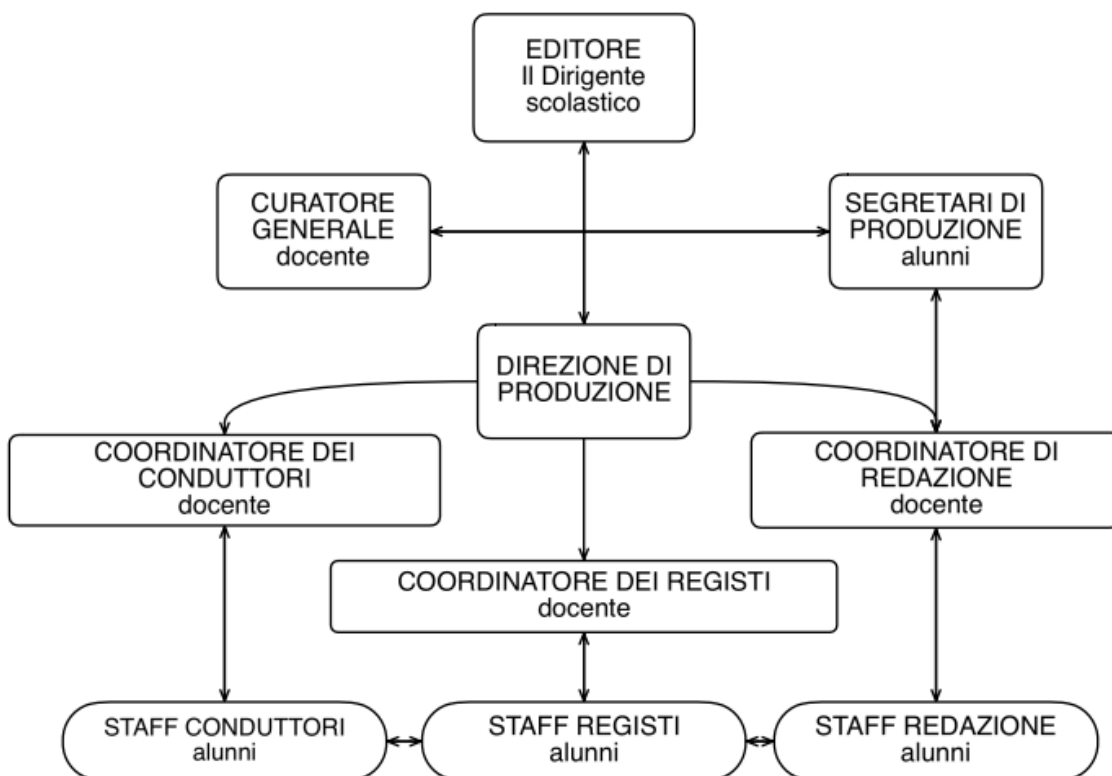 EDITORE
Il Dirigente
scolastico
CURATORE
GENERALE
docente
SEGRETARI DI
PRODUZIONE
alunni
DIREZIONE DI
PRODUZIONE
COORDINATORE DEI
CONDUTTORI
docente
COORDINATORE DI
REDAZIONE
docente
COORDINATORE DEI REGISTI
docente
STAFF CONDUTTORI
alunni
STAFF REGISTI
alunni
STAFF REDAZIONE
alunni